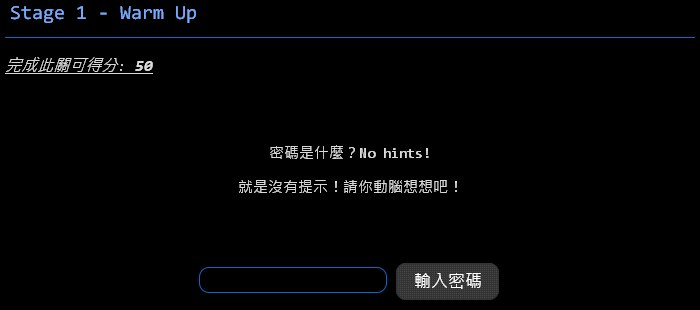 Stage 1 - Warm Up
完成此關可得分: 50
密碼是什麼？No hints!
就是沒有提示！請你動腦想想吧！
輸入密碼